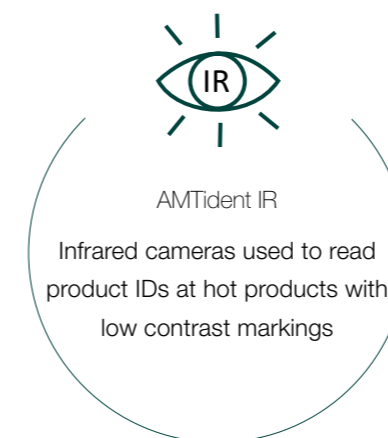 IR
AMTident IR
Infrared cameras used to read
product IDs at hot products with
low contrast markings